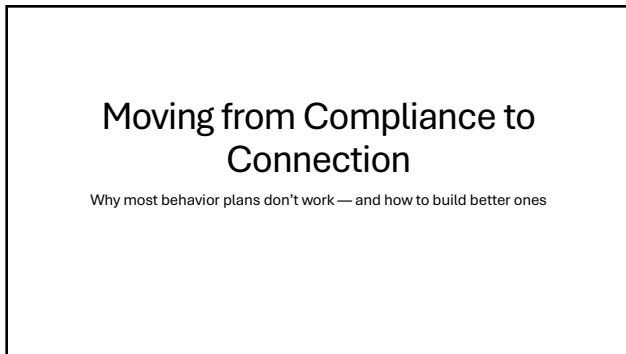 Moving from Compliance to
Connection
Why most behavior plans don’t work — and how to build better ones